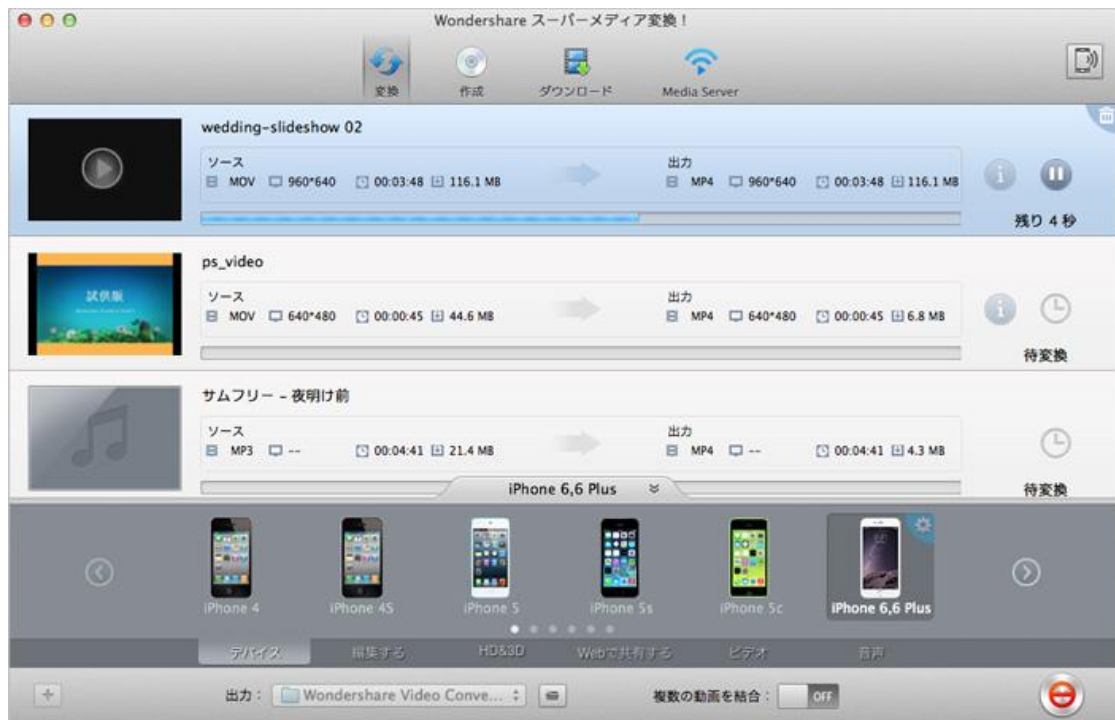 Wondershare スーパーメディア変換！
変換 作成 ダウンロード Media Server
wedding-slideshow 02
ソース 出力
MOV 960*640 00:03:48 116.1 MB MP4 960*640 00:03:48 116.1 MB
残り 4 秒
ps_video
試供版
ソース 出力
MOV 640*480 00:00:45 44.6 MB MP4 640*480 00:00:45 6.8 MB
待変換
サムフリー - 夜明け前
ソース 出力
MP3 -- 00:04:41 21.4 MB MP4 -- 00:04:41 4.3 MB
待変換
iPhone 6,6 Plus
iPhone 4 iPhone 4S iPhone 5 iPhone 5s iPhone 5c iPhone 6,6 Plus
デバイス 編集する HD&3D Webで共有する ビデオ 音声
出力： Wondershare Video Conve... 複数の動画を結合： OFF